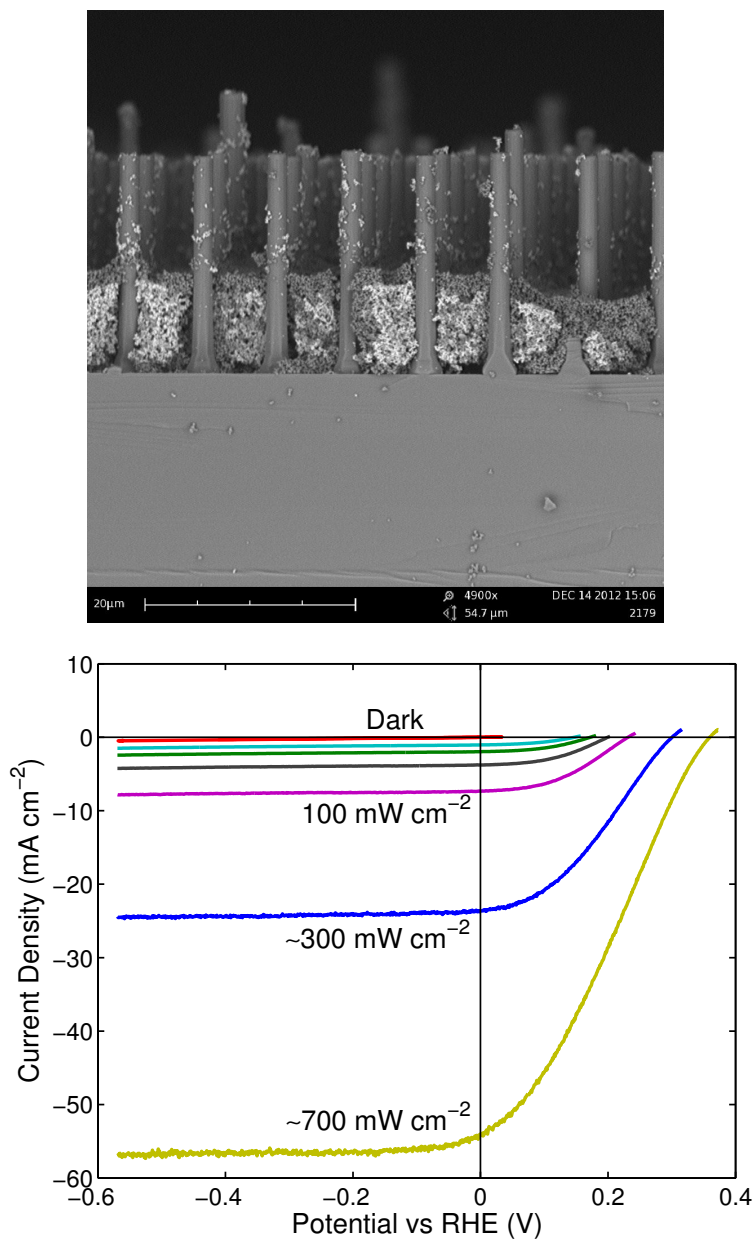 20µm
4900x
DEC 14 2012 15:06
54.7 µm
2179
10
0
−10
−20
−30
−40
−50
−60
Current Density (mA cm⁻²)
Dark
100 mW cm⁻²
~300 mW cm⁻²
~700 mW cm⁻²
−0.6
−0.4
−0.2
0
0.2
0.4
Potential vs RHE (V)